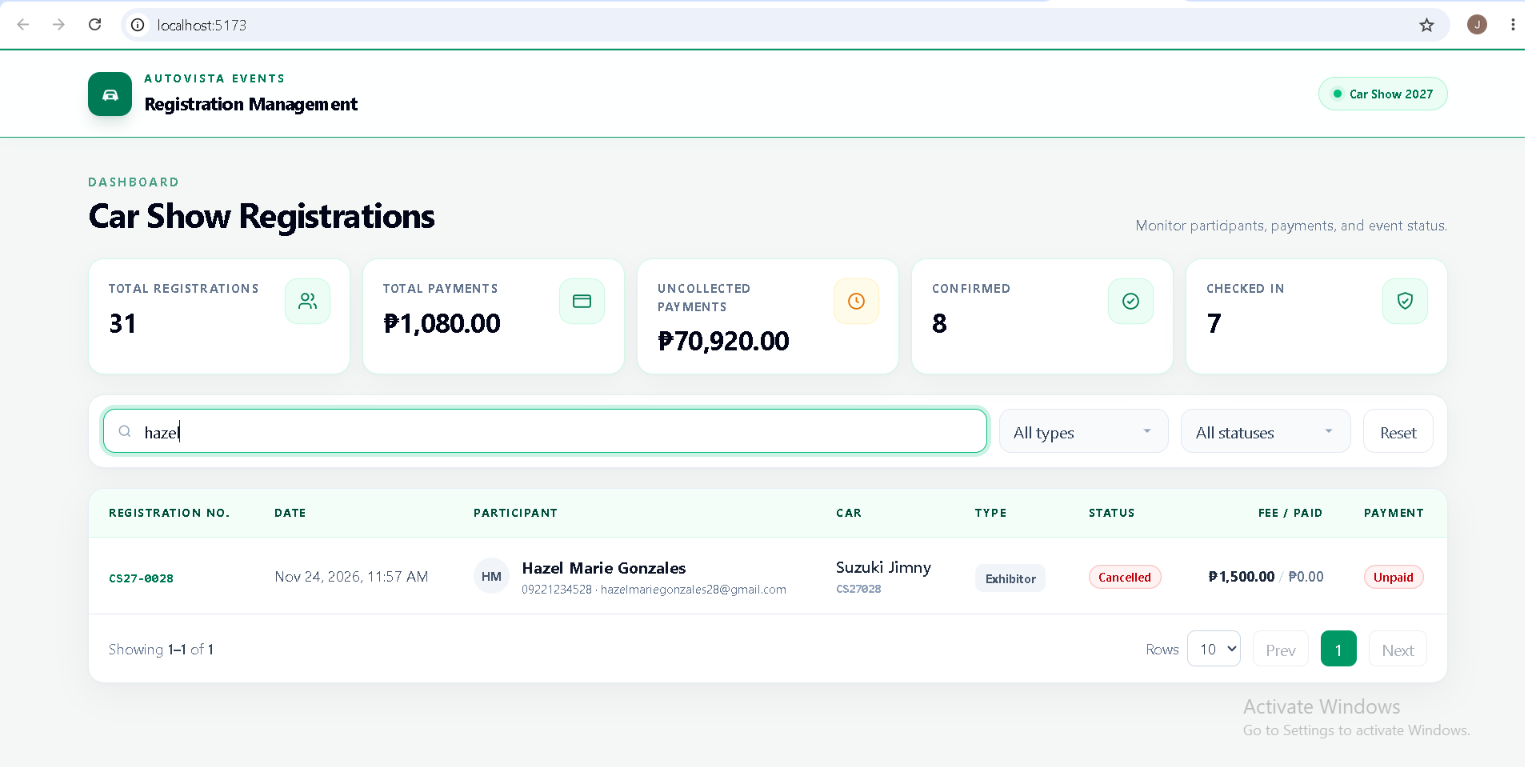 localhost:5173
J
AUTOVISTA EVENTS
Registration Management
Car Show 2027
DASHBOARD
Car Show Registrations
Monitor participants, payments, and event status.
TOTAL REGISTRATIONS
31
TOTAL PAYMENTS
₱1,080.00
UNCOLLECTED
PAYMENTS
₱70,920.00
CONFIRMED
8
CHECKED IN
7
hazel
All types
All statuses
Reset
REGISTRATION NO. DATE PARTICIPANT CAR TYPE STATUS FEE / PAID PAYMENT
CS27-0028 Nov 24, 2026, 11:57 AM HM Hazel Marie Gonzales Suzuki Jimny Exhibitor Cancelled ₱1,500.00 / ₱0.00 Unpaid
09221234528 · hazelmariegonzales28@gmail.com CS27028
Showing 1–1 of 1 Rows 10 Prev 1 Next
Activate Windows
Go to Settings to activate Windows.